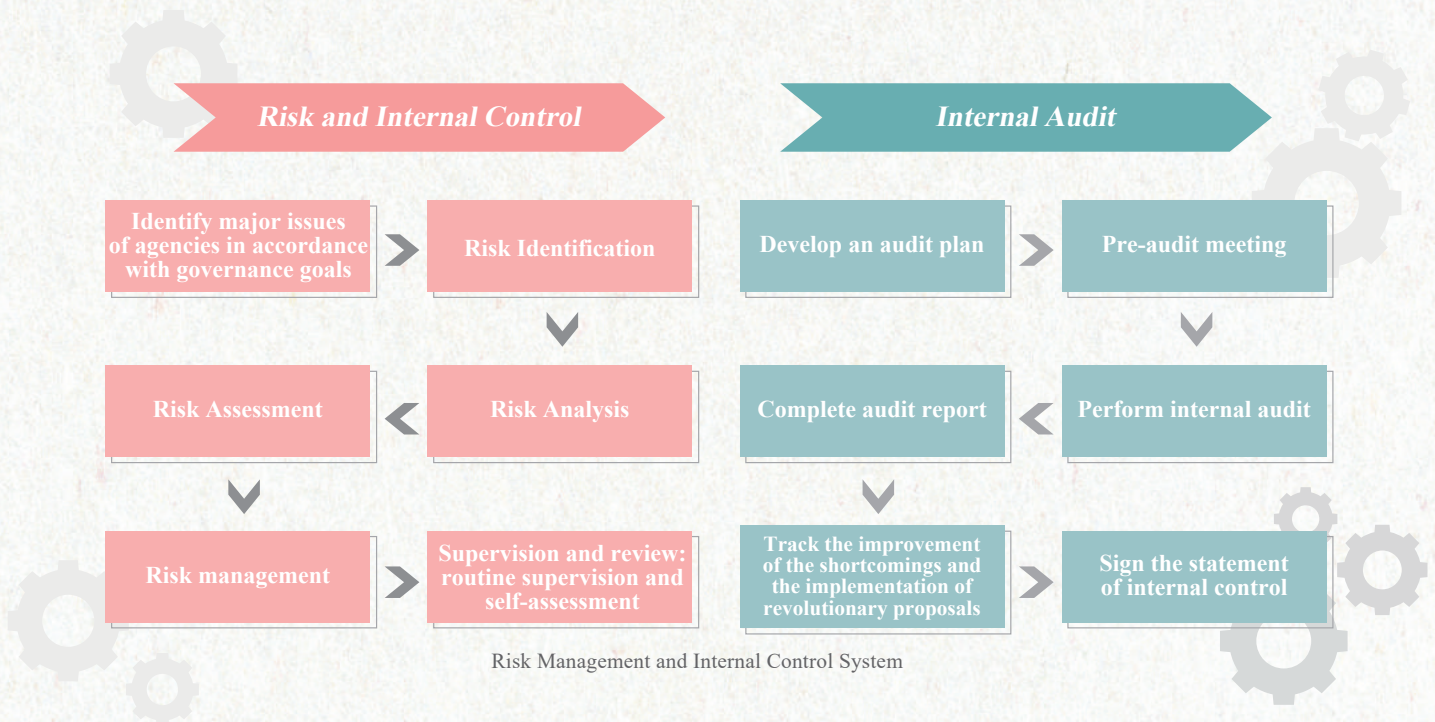 Risk and Internal Control
Internal Audit
Identify major issues
of agencies in accordance
with governance goals
Risk Identification
Develop an audit plan
Pre-audit meeting
Risk Assessment
Risk Analysis
Complete audit report
Perform internal audit
Risk management
Supervision and review:
routine supervision and
self-assessment
Track the improvement
of the shortcomings and
the implementation of
revolutionary proposals
Sign the statement
of internal control
Risk Management and Internal Control System